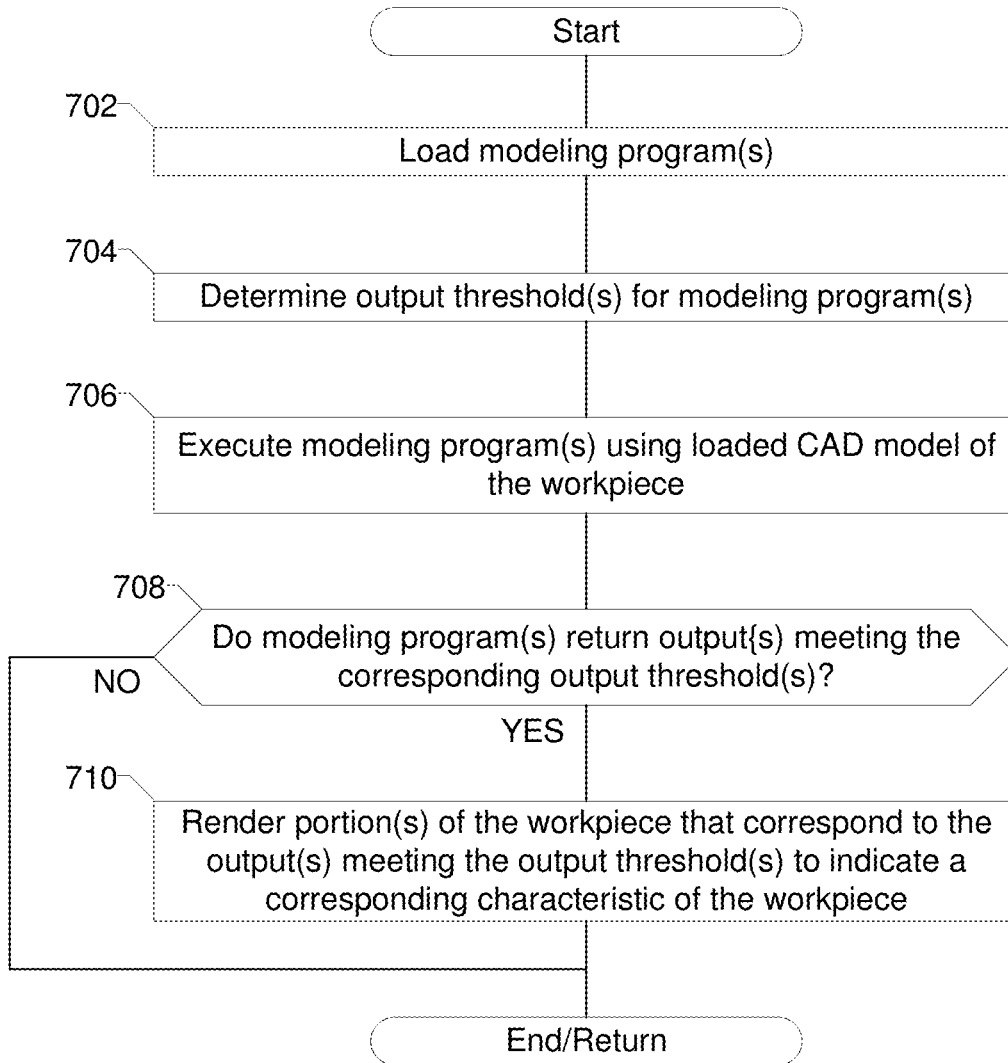 Start
702
Load modeling program(s)
704
Determine output threshold(s) for modeling program(s)
706
Execute modeling program(s) using loaded CAD model of
the workpiece
708
Do modeling program(s) return output{s) meeting the
corresponding output threshold(s)?
NO
YES
710
Render portion(s) of the workpiece that correspond to the
output(s) meeting the output threshold(s) to indicate a
corresponding characteristic of the workpiece
End/Return